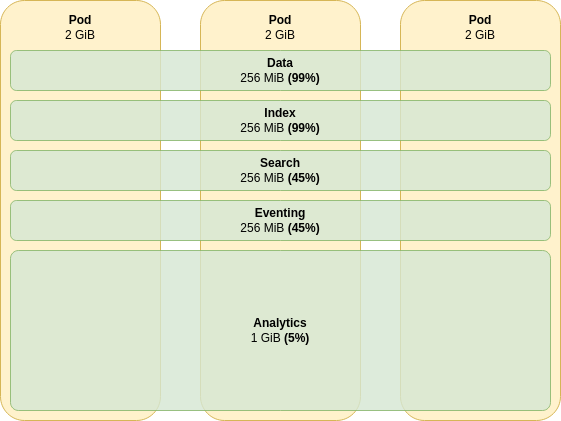 Pod
2 GiB
Pod
2 GiB
Pod
2 GiB
Data
256 MiB (99%)
Index
256 MiB (99%)
Search
256 MiB (45%)
Eventing
256 MiB (45%)
Analytics
1 GiB (5%)